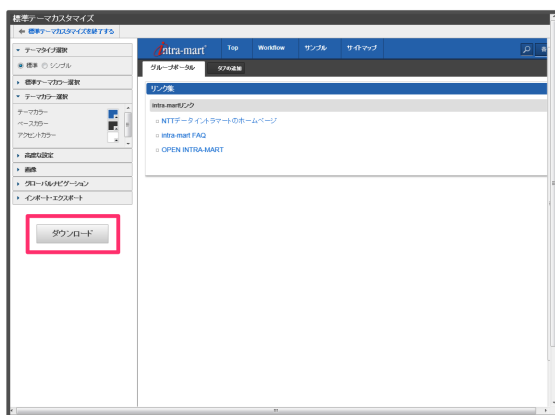 標準テーマカスタマイズ
標準テーマカスタマイズを終了する
テーマタイプ選択
標準 シンプル
標準テーマカラー選択
テーマカラー選択
テーマカラー
ベースカラー
アクセントカラー
高度な設定
画像
グローバルナビゲーション
インポート・エクスポート
ダウンロード
intra-mart Top Workflow サンプル サイトマップ
グループポータル タブの追加
リンク集
intra-martリンク
NTTデータ イントラマートのホームページ
intra-mart FAQ
OPEN INTRA-MART